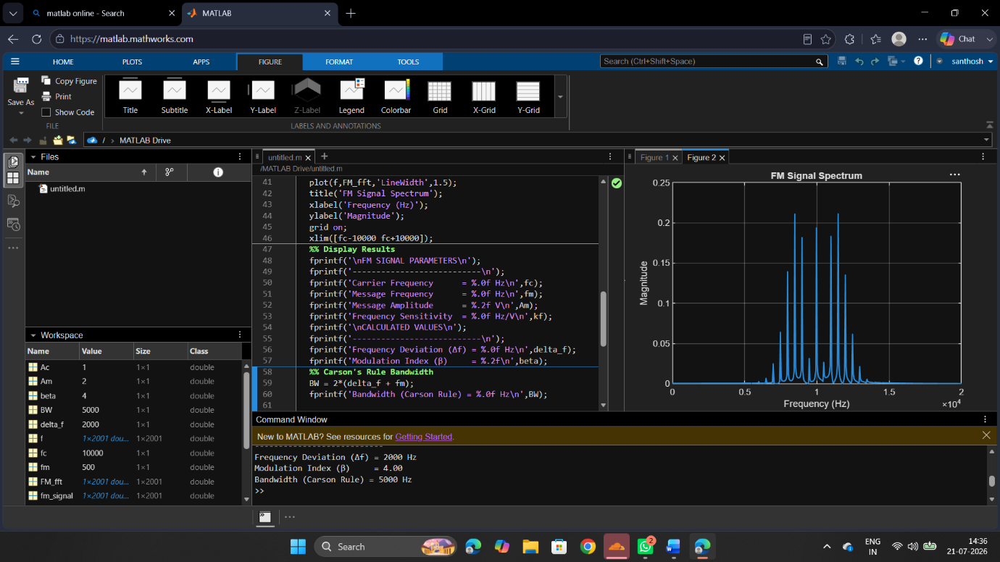 matlab online - Search
MATLAB
https://matlab.mathworks.com
Chat
HOME
PLOTS
APPS
FIGURE
FORMAT
TOOLS
Search (Ctrl+Shift+Space)
santhosh
Save As
Copy Figure
Print
Show Code
FILE
Title
Subtitle
X-Label
Y-Label
Z-Label
Legend
Colorbar
Grid
X-Grid
Y-Grid
LABELS AND ANNOTATIONS
/ › MATLAB Drive
Files
Name
untitled.m
Workspace
Name Value Size Class
Ac 1 1×1 double
Am 2 1×1 double
beta 4 1×1 double
BW 5000 1×1 double
delta_f 2000 1×1 double
f 1×2001 dou... 1×2001 double
fc 10000 1×1 double
fm 500 1×1 double
FM_fft 1×2001 dou... 1×2001 double
fm_signal 1×2001 dou... 1×2001 double
untitled.m
/MATLAB Drive/untitled.m
41 plot(f,FM_fft,'LineWidth',1.5);
42 title('FM Signal Spectrum');
43 xlabel('Frequency (Hz)');
44 ylabel('Magnitude');
45 grid on;
46 xlim([fc-10000 fc+10000]);
47 %% Display Results
48 fprintf('\nFM SIGNAL PARAMETERS\n');
49 fprintf('---------------------------\n');
50 fprintf('Carrier Frequency      = %.0f Hz\n',fc);
51 fprintf('Message Frequency      = %.0f Hz\n',fm);
52 fprintf('Message Amplitude      = %.2f V\n',Am);
53 fprintf('Frequency Sensitivity  = %.0f Hz/V\n',kf);
54 fprintf('\nCALCULATED VALUES\n');
55 fprintf('---------------------------\n');
56 fprintf('Frequency Deviation (Δf) = %.0f Hz\n',delta_f);
57 fprintf('Modulation Index (β)     = %.2f\n',beta);
58 %% Carson's Rule Bandwidth
59 BW = 2*(delta_f + fm);
60 fprintf('Bandwidth (Carson Rule) = %.0f Hz\n',BW);
61
Figure 1
Figure 2
FM Signal Spectrum
0.25
0.2
0.15
0.1
0.05
0
Magnitude
0 0.5 1 1.5 2
Frequency (Hz)
×10⁴
Command Window
New to MATLAB? See resources for Getting Started.
---------------------------
Frequency Deviation (Δf) = 2000 Hz
Modulation Index (β)     = 4.00
Bandwidth (Carson Rule) = 5000 Hz
>>
Search
2
ENG
IN
14:36
21-07-2026